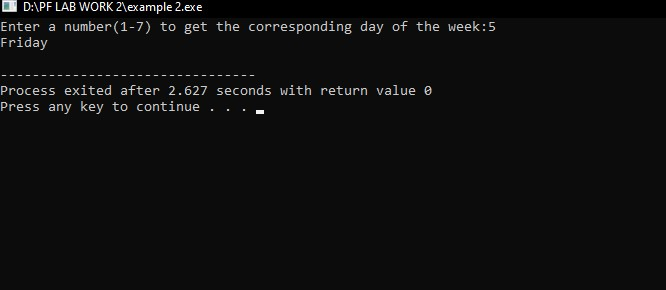 D:\PF LAB WORK 2\example 2.exe
Enter a number(1-7) to get the corresponding day of the week:5
Friday
--------------------------------
Process exited after 2.627 seconds with return value 0
Press any key to continue . . .